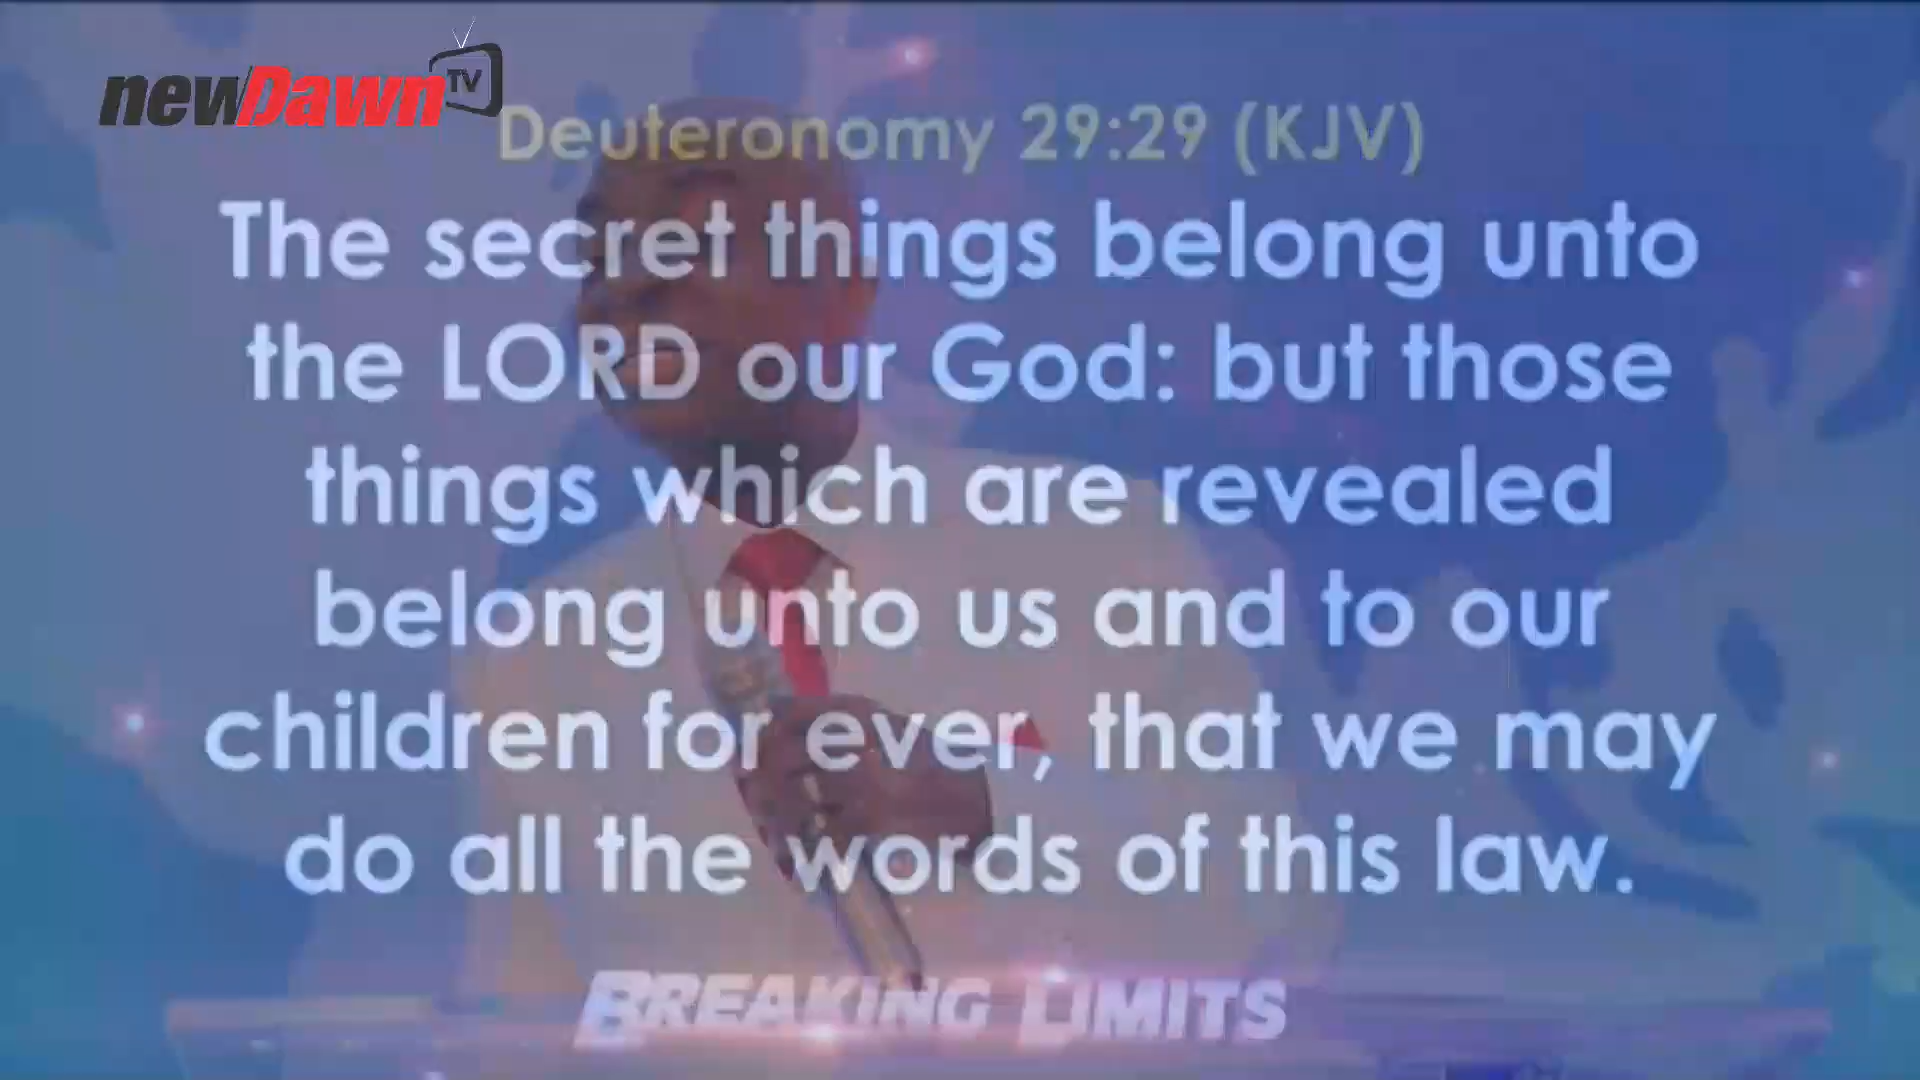 newDawn TV
Deuteronomy 29:29 (KJV)
The secret things belong unto
the LORD our God: but those
things which are revealed
belong unto us and to our
children for ever, that we may
do all the words of this law.
BREAKING LIMITS